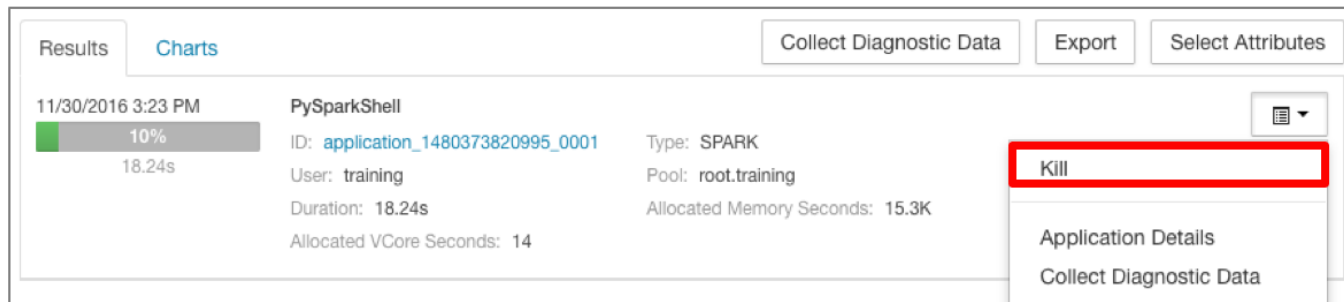 Results Charts Collect Diagnostic Data Export Select Attributes
11/30/2016 3:23 PM PySparkShell
10% ID: application_1480373820995_0001 Type: SPARK
18.24s User: training Pool: root.training
Duration: 18.24s Allocated Memory Seconds: 15.3K
Allocated VCore Seconds: 14
Kill
Application Details
Collect Diagnostic Data